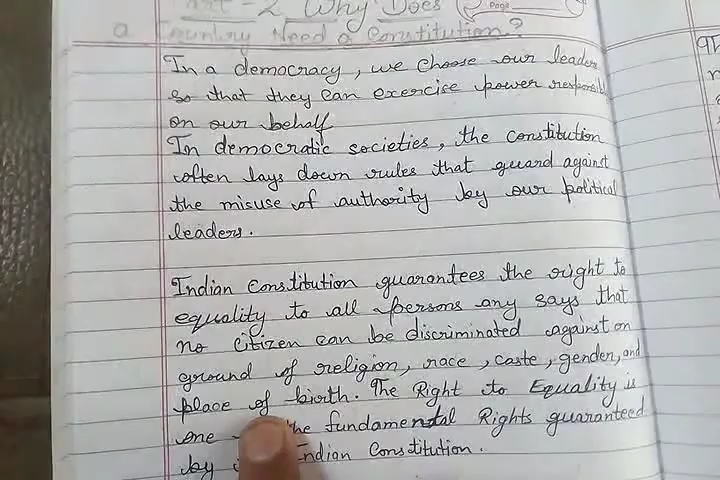 Part - 2 Why Does
Page
a Country Need a Constitution?
In a democracy, we choose our leaders
so that they can exercise power responsibl
on our behalf
In democratic societies, the constitution
often lays down rules that guard against
the misuse of authority by our political
leaders.
Indian Constitution guarantees the right to
equality to all persons any says that
no citizen can be discriminated against on
ground of religion, race, caste, gender, and
place of birth. The Right to Equality is
one the fundamental Rights guaranteed
by Indian Constitution.